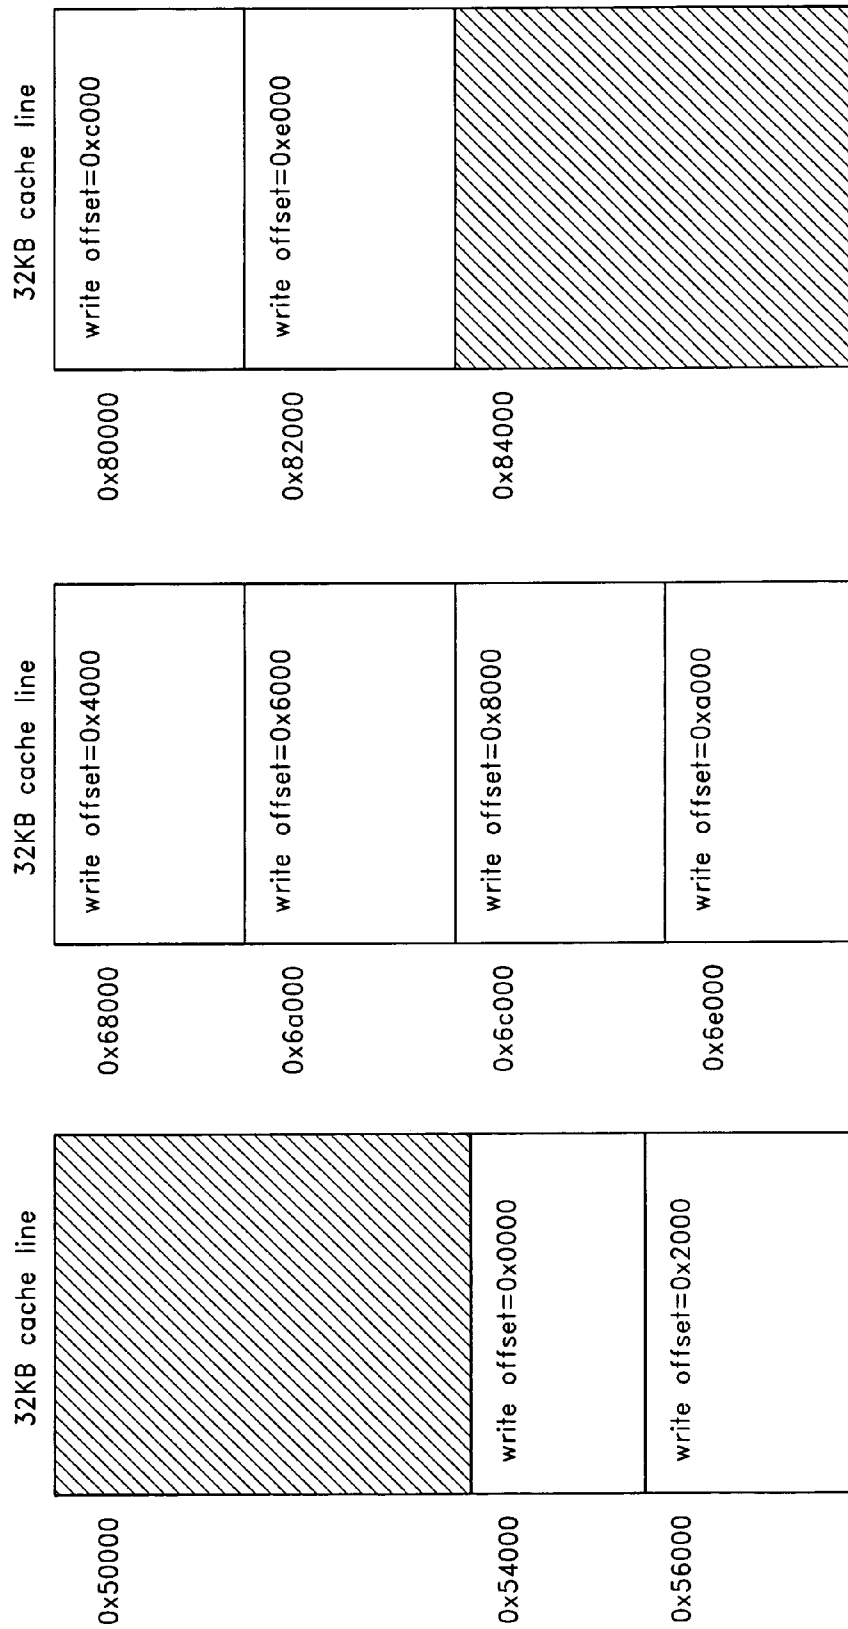 32KB cache line
0x50000
0x54000
write offset=0x0000
0x56000
write offset=0x2000
32KB cache line
0x68000
write offset=0x4000
0x6a000
write offset=0x6000
0x6c000
write offset=0x8000
0x6e000
write offset=0xa000
32KB cache line
0x80000
write offset=0xc000
0x82000
write offset=0xe000
0x84000